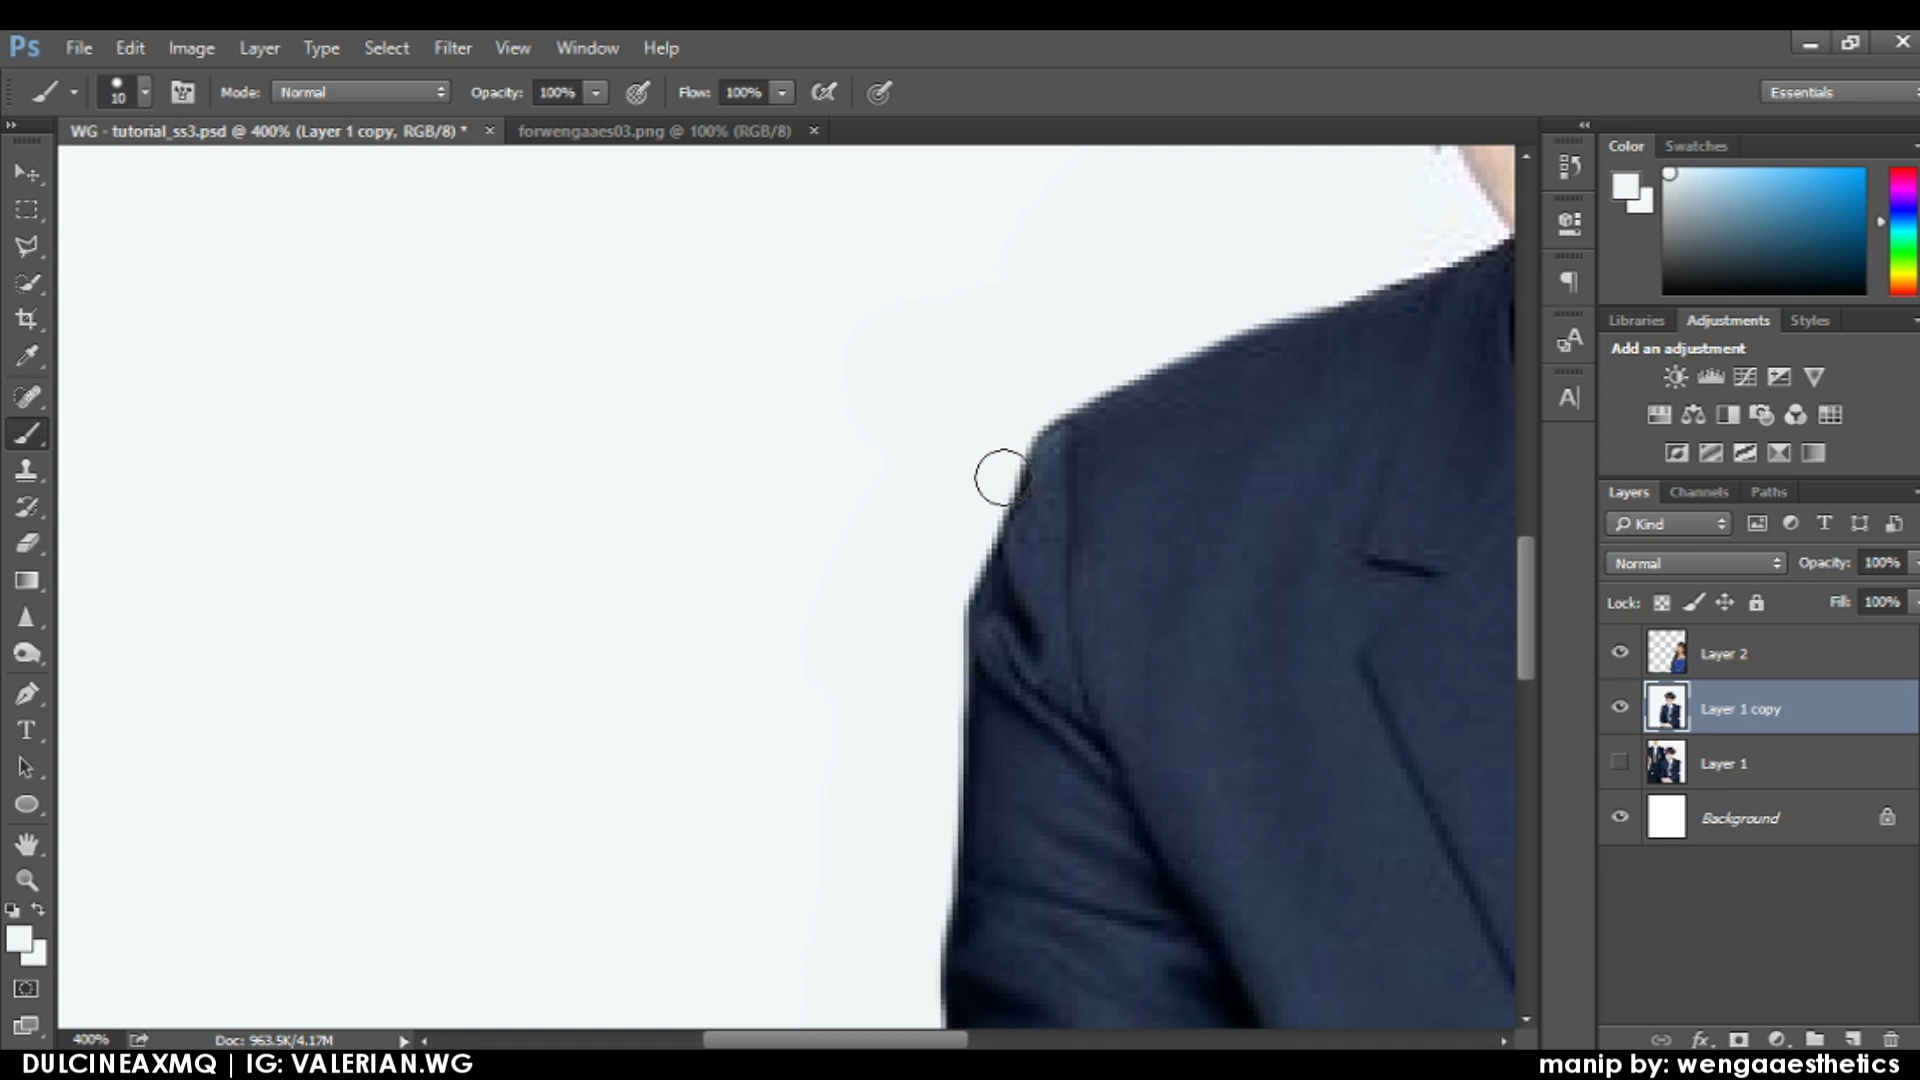 Ps File Edit Image Layer Type Select Filter View Window Help
10 Mode: Normal Opacity: 100% Flow: 100% Essentials
WG - tutorial_ss3.psd @ 400% (Layer 1 copy, RGB/8) * × forwengaaes03.png @ 100% (RGB/8) ×
Color Swatches
Libraries Adjustments Styles
Add an adjustment
Layers Channels Paths
Kind
Normal Opacity: 100%
Lock: Fill: 100%
Layer 2
Layer 1 copy
Layer 1
Background
400% Doc: 963.5K/4.17M
DULCINEAXMQ | IG: VALERIAN.WG
manip by: wengaaesthetics